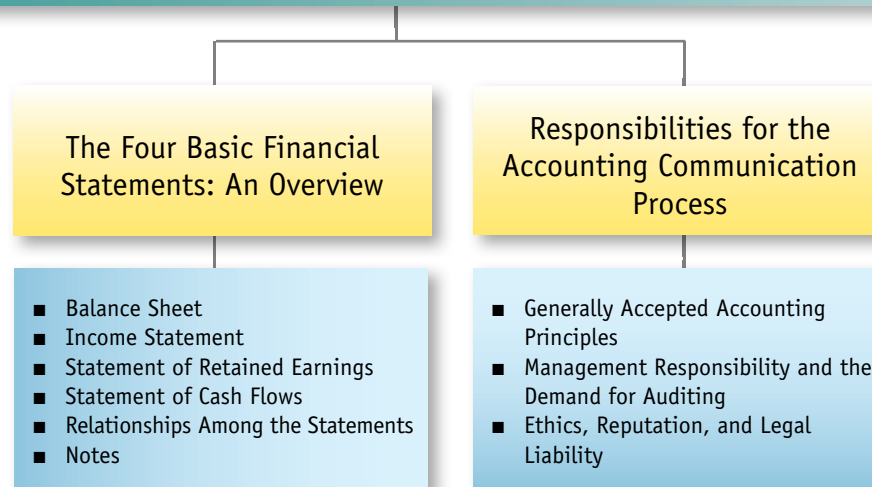 The Four Basic Financial
Statements: An Overview
■ Balance Sheet
■ Income Statement
■ Statement of Retained Earnings
■ Statement of Cash Flows
■ Relationships Among the Statements
■ Notes
Responsibilities for the
Accounting Communication
Process
■ Generally Accepted Accounting
Principles
■ Management Responsibility and the
Demand for Auditing
■ Ethics, Reputation, and Legal
Liability